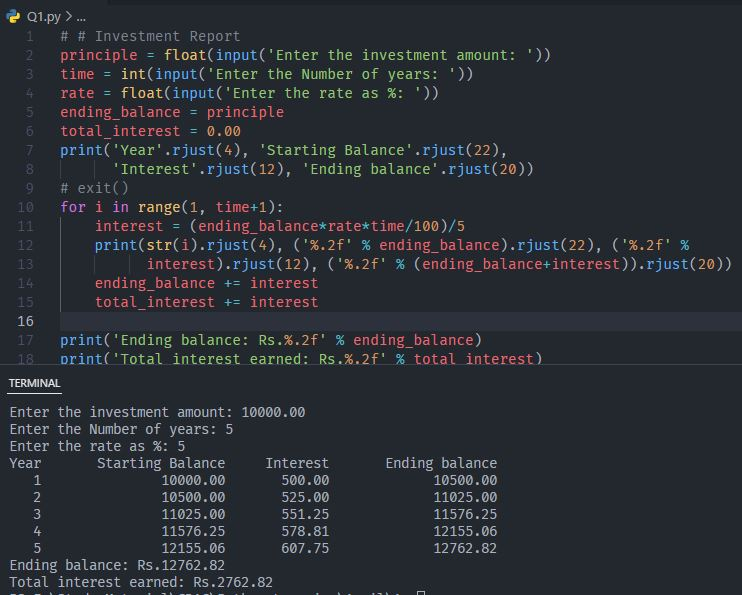 Q1.py > ...
1 # # Investment Report
2 principle = float(input('Enter the investment amount: '))
3 time = int(input('Enter the Number of years: '))
4 rate = float(input('Enter the rate as %: '))
5 ending_balance = principle
6 total_interest = 0.00
7 print('Year'.rjust(4), 'Starting Balance'.rjust(22),
8 'Interest'.rjust(12), 'Ending balance'.rjust(20))
9 # exit()
10 for i in range(1, time+1):
11 interest = (ending_balance*rate*time/100)/5
12 print(str(i).rjust(4), ('%.2f' % ending_balance).rjust(22), ('%.2f' %
13 interest).rjust(12), ('%.2f' % (ending_balance+interest)).rjust(20))
14 ending_balance += interest
15 total_interest += interest
16
17 print('Ending balance: Rs.%.2f' % ending_balance)
18 print('Total interest earned: Rs.%.2f' % total_interest)
TERMINAL
Enter the investment amount: 10000.00
Enter the Number of years: 5
Enter the rate as %: 5
Year Starting Balance Interest Ending balance
1 10000.00 500.00 10500.00
2 10500.00 525.00 11025.00
3 11025.00 551.25 11576.25
4 11576.25 578.81 12155.06
5 12155.06 607.75 12762.82
Ending balance: Rs.12762.82
Total interest earned: Rs.2762.82